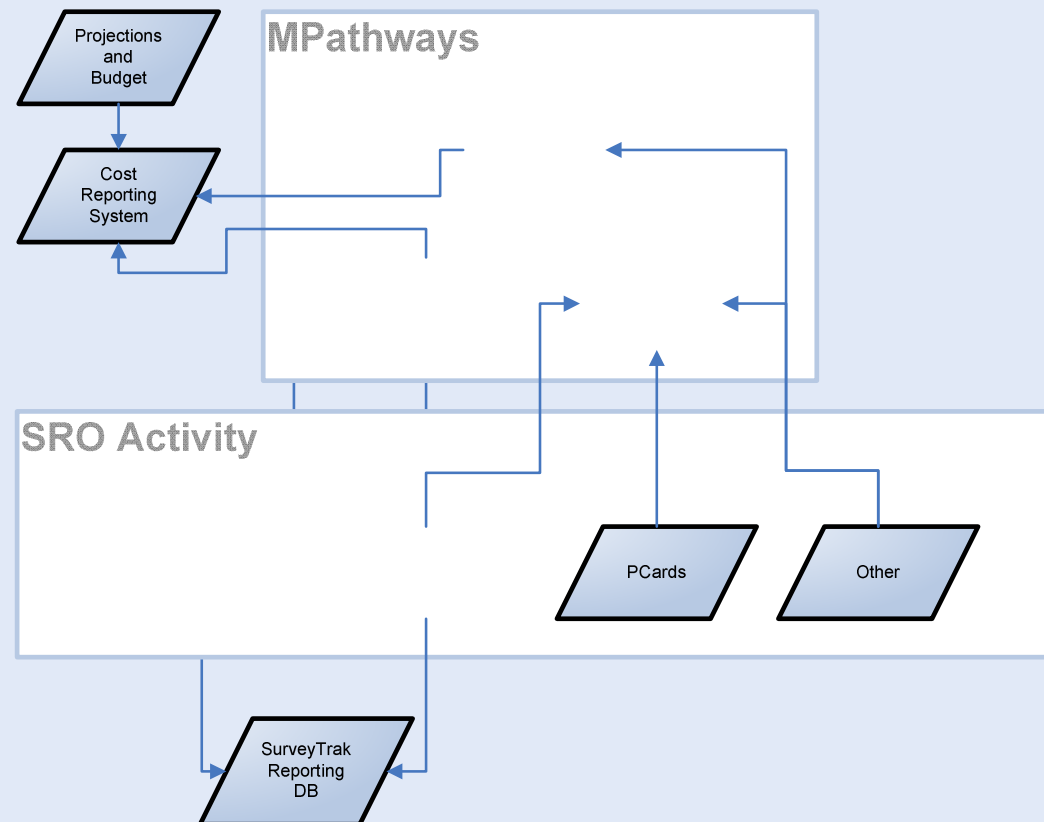 Projections
and
Budget
MPathways
Cost
Reporting
System
SRO Activity
PCards
Other
SurveyTrak
Reporting
DB